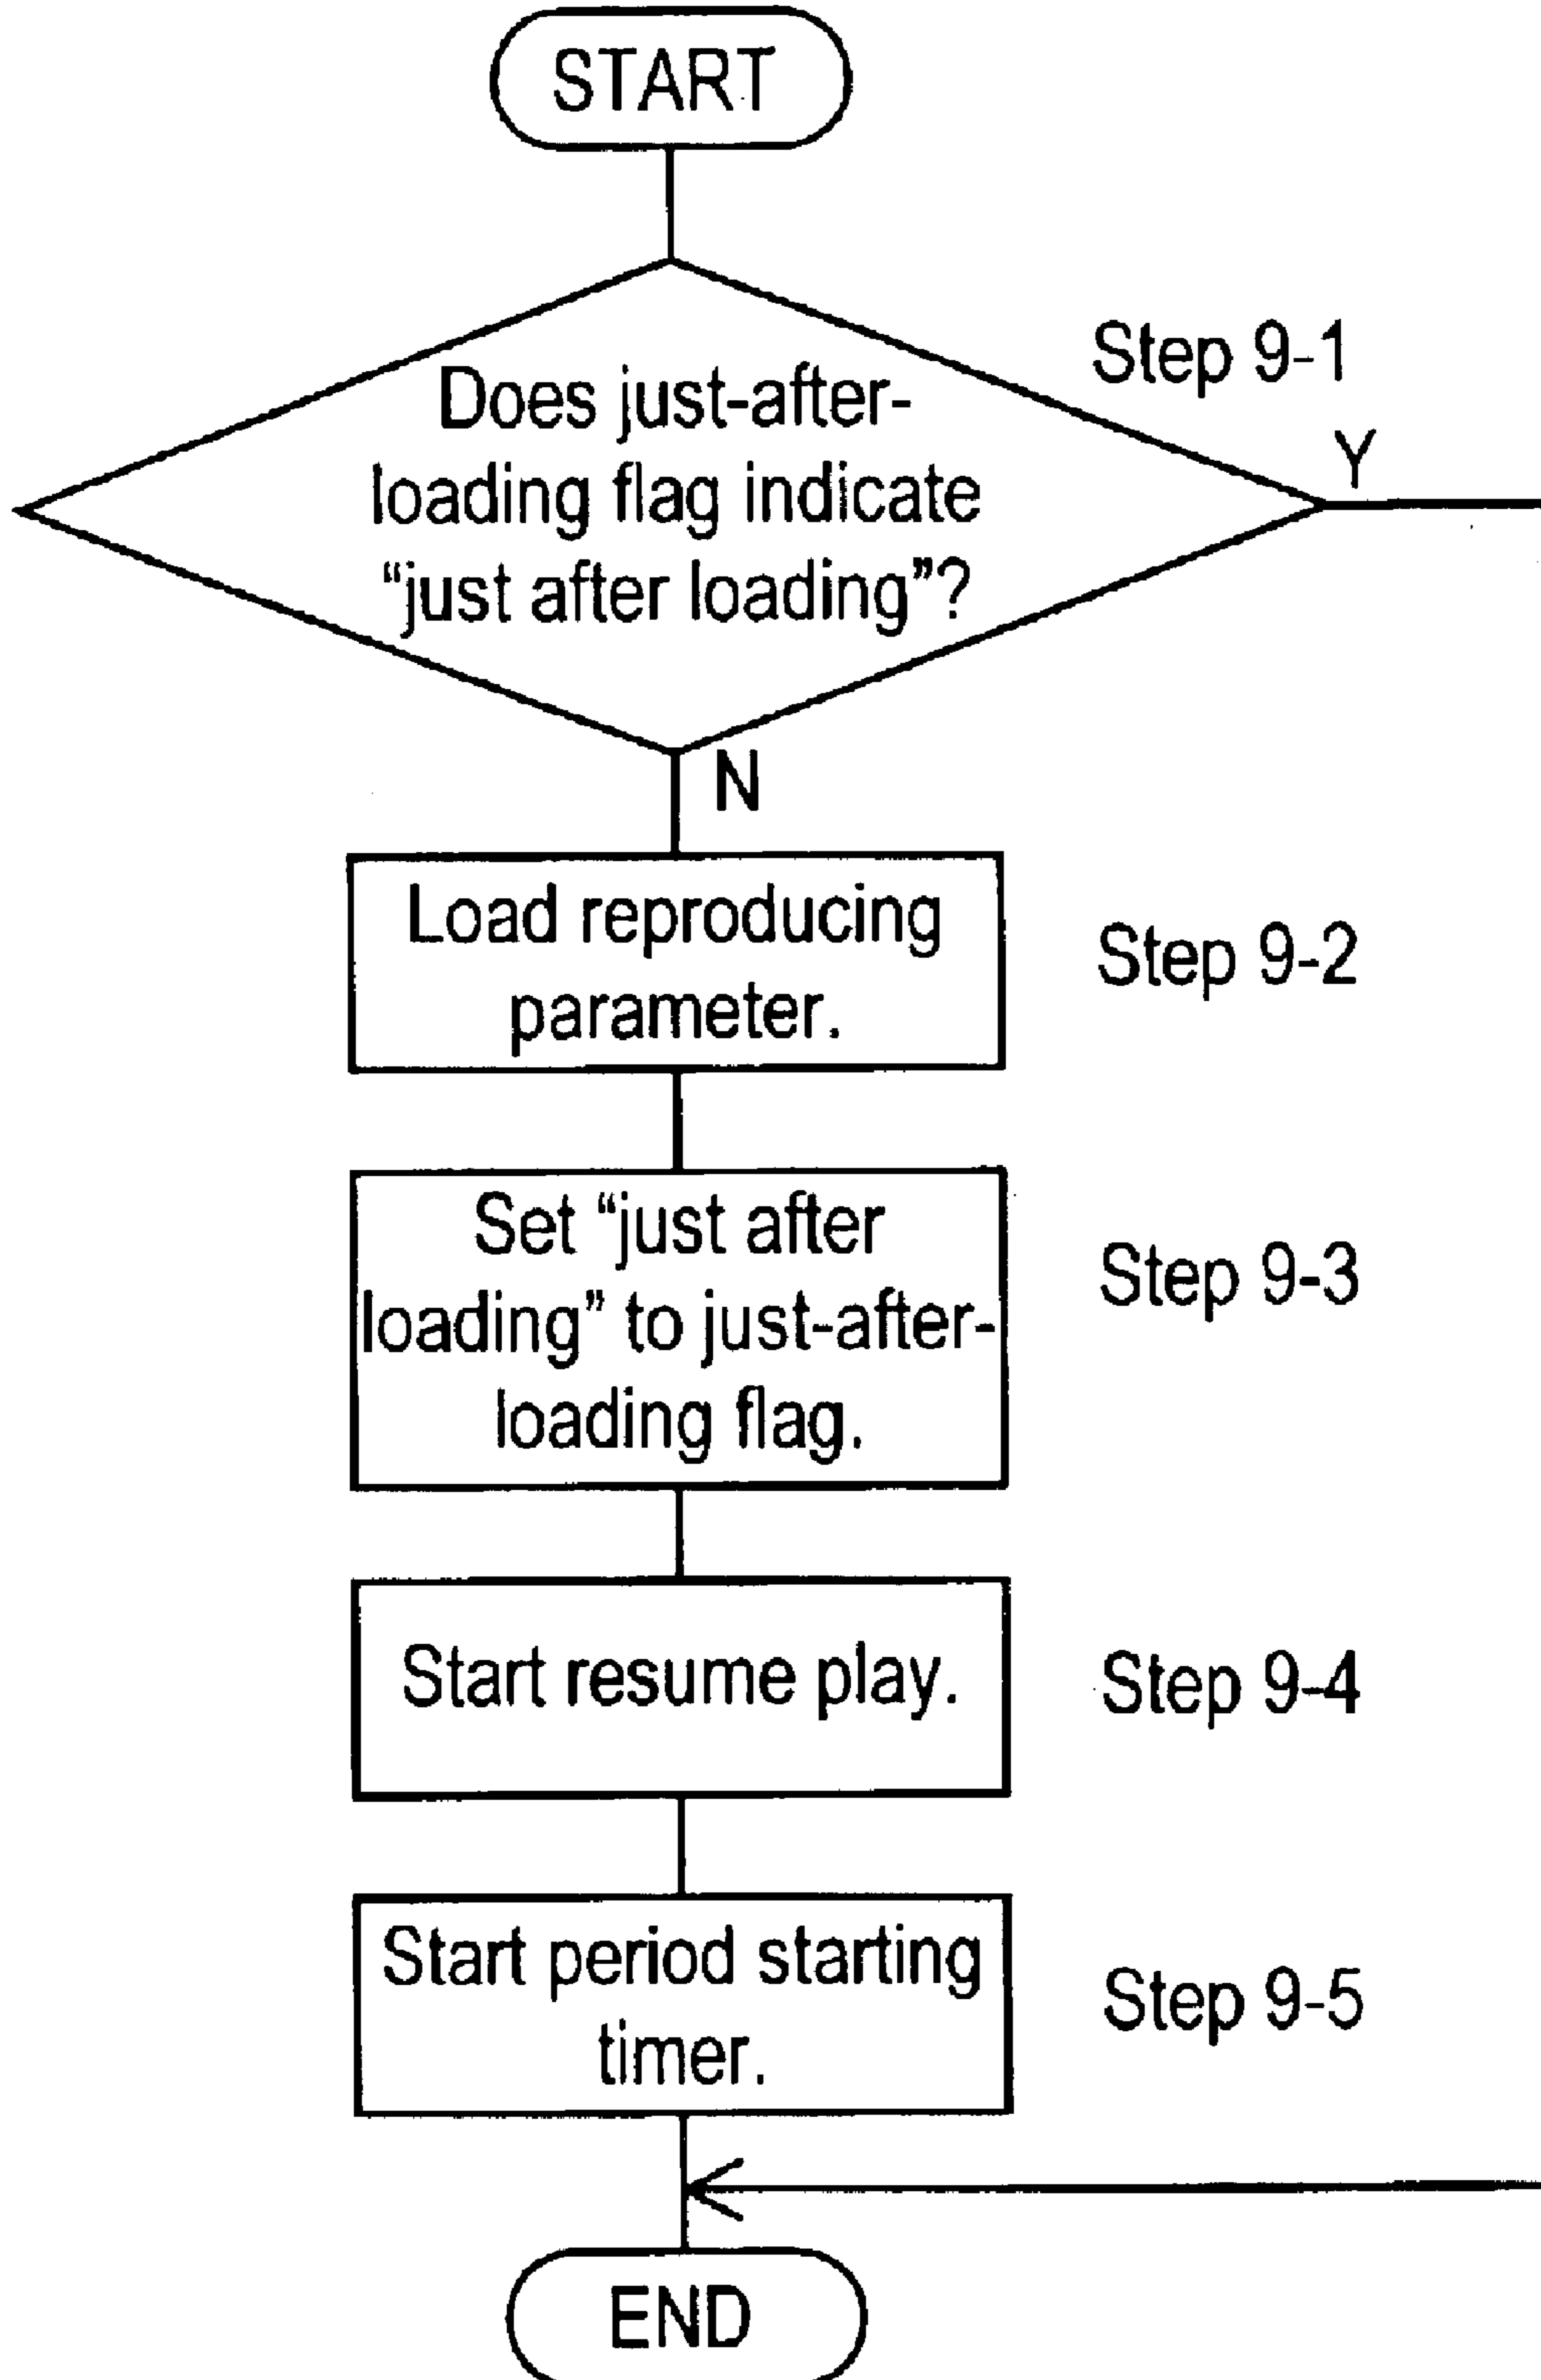 START
Step 9-1
Does just-after-
loading flag indicate
“just after loading”?
Y
N
Load reproducing
parameter.
Step 9-2
Set “just after
loading” to just-after-
loading flag.
Step 9-3
Start resume play.
Step 9-4
Start period starting
timer.
Step 9-5
END